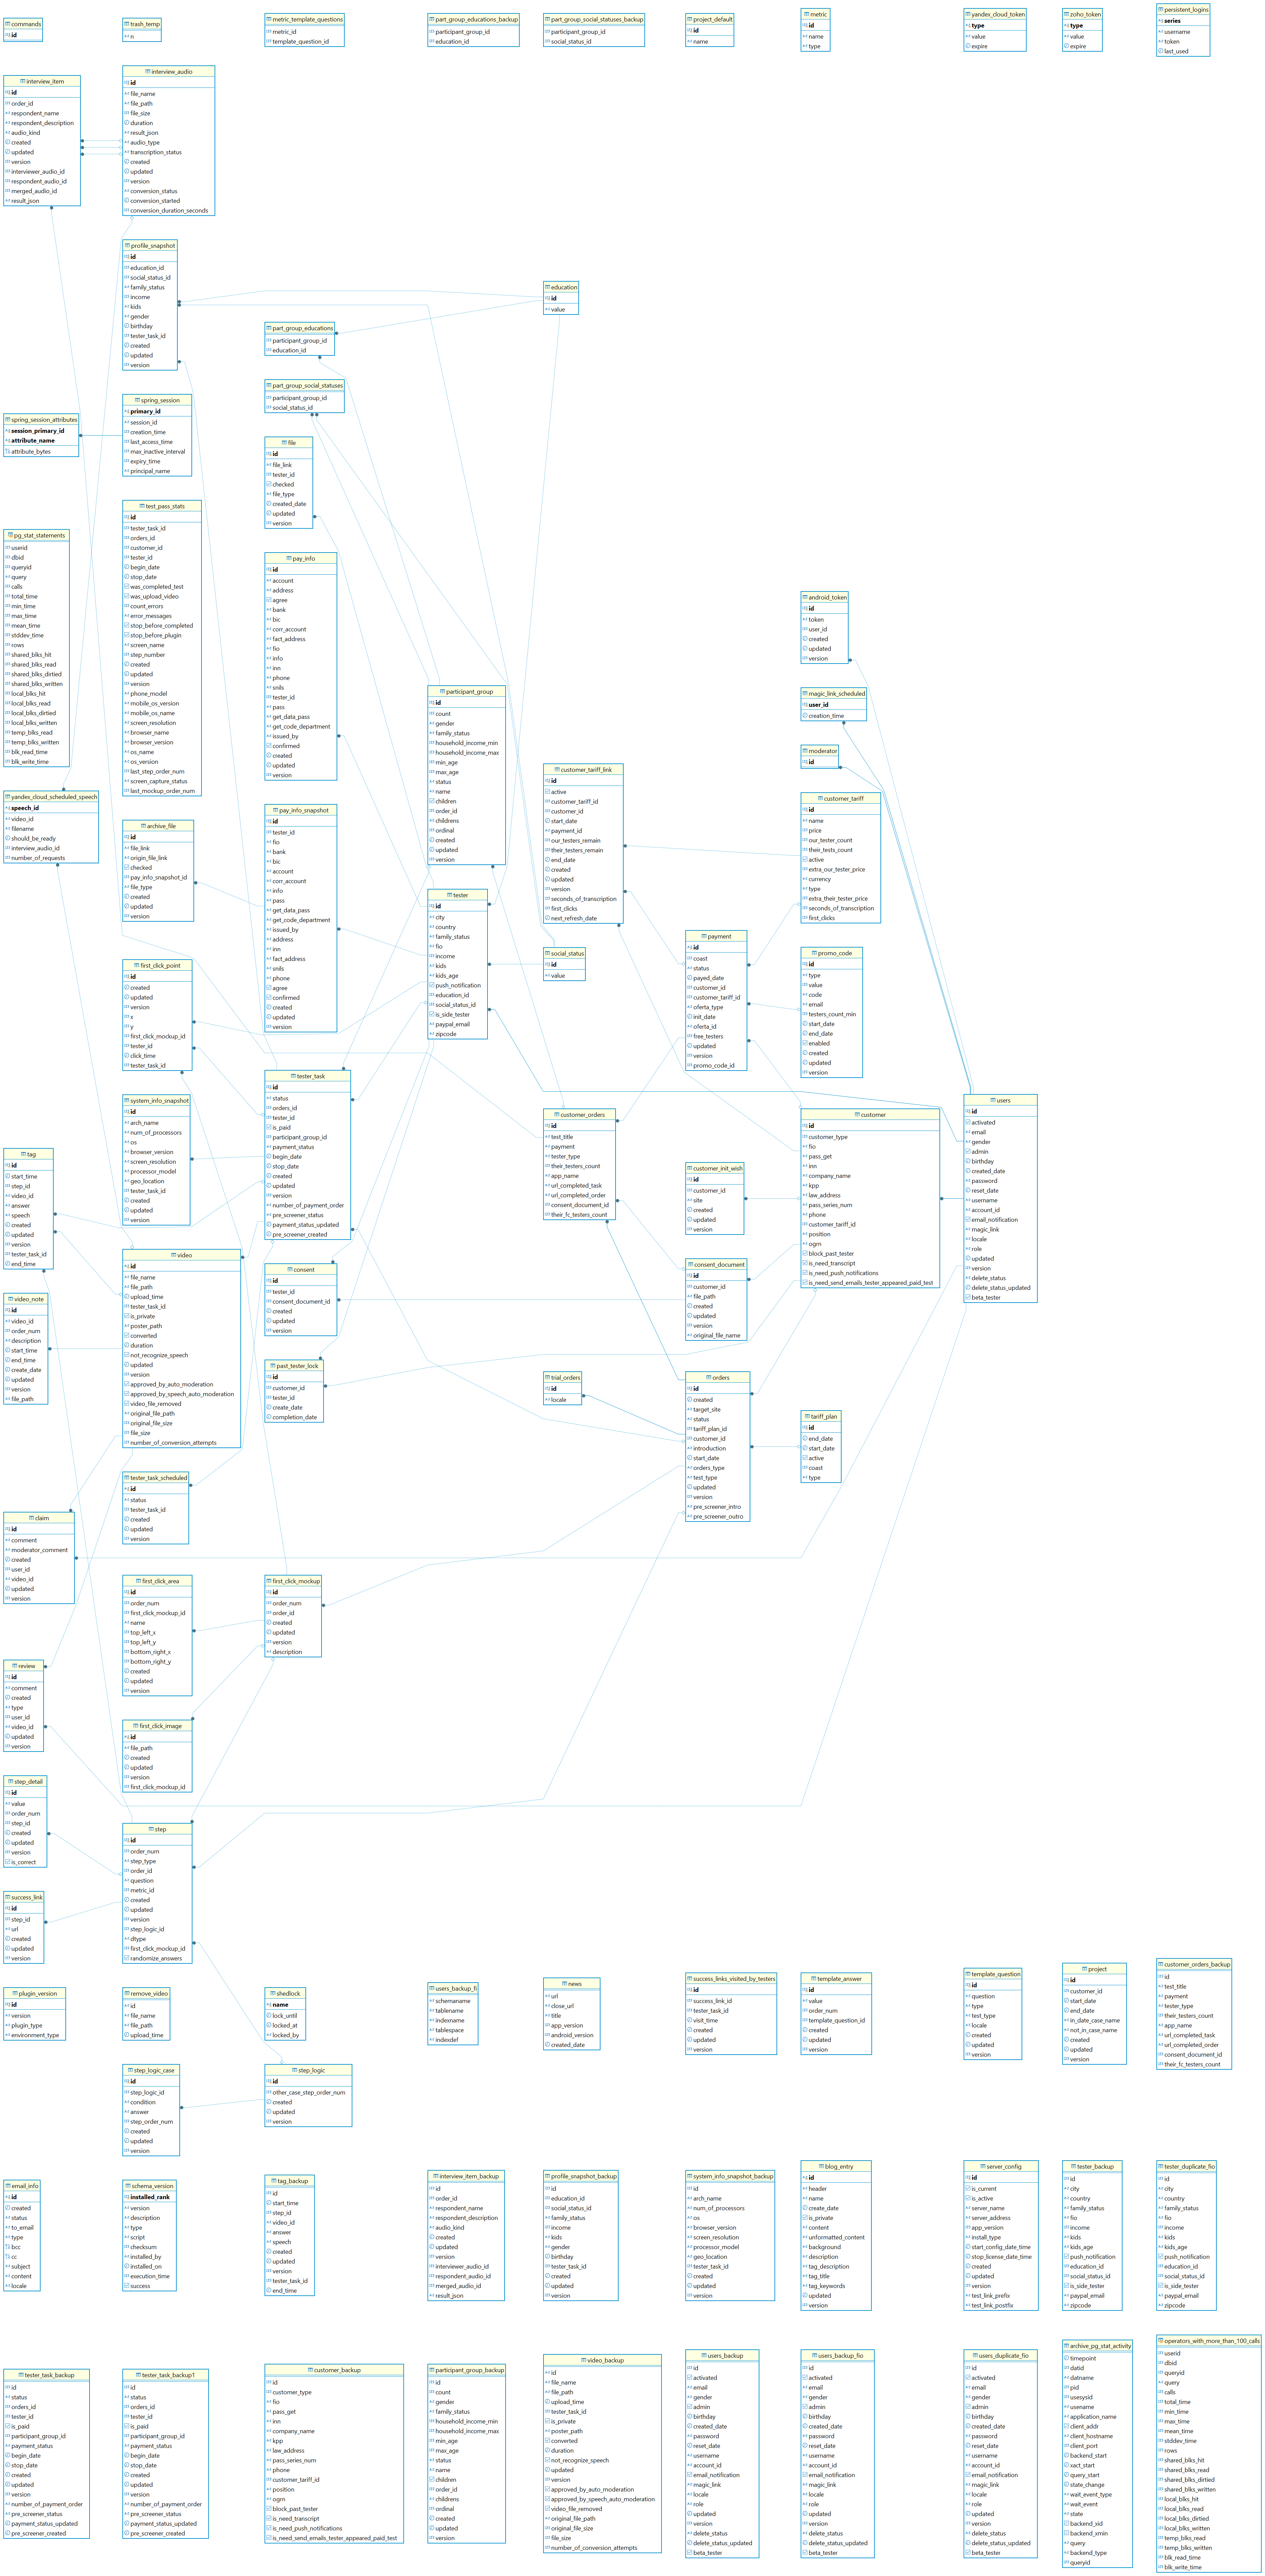 commands
id
trash_temp
n
metric_template_questions
metric_id
template_question_id
part_group_educations_backup
participant_group_id
education_id
part_group_social_statuses_backup
participant_group_id
social_status_id
project_default
id
name
metric
id
name
type
yandex_cloud_token
type
value
expire
zoho_token
type
value
expire
persistent_logins
series
username
token
last_used
interview_item
id
order_id
respondent_name
respondent_description
audio_kind
created
updated
version
interviewer_audio_id
respondent_audio_id
merged_audio_id
result_json
interview_audio
id
file_name
file_path
file_size
duration
result_json
audio_type
transcription_status
created
updated
version
conversion_status
conversion_started
conversion_duration_seconds
profile_snapshot
id
education_id
social_status_id
family_status
income
kids
gender
birthday
tester_task_id
created
updated
version
education
id
value
part_group_educations
participant_group_id
education_id
part_group_social_statuses
participant_group_id
social_status_id
spring_session_attributes
session_primary_id
attribute_name
attribute_bytes
spring_session
primary_id
session_id
creation_time
last_access_time
max_inactive_interval
expiry_time
principal_name
file
id
file_link
tester_id
checked
file_type
created_date
updated
version
pg_stat_statements
userid
dbid
queryid
query
calls
total_time
min_time
max_time
mean_time
stddev_time
rows
shared_blks_hit
shared_blks_read
shared_blks_dirtied
shared_blks_written
local_blks_hit
local_blks_read
local_blks_dirtied
local_blks_written
temp_blks_read
temp_blks_written
blk_read_time
blk_write_time
test_pass_stats
id
tester_task_id
orders_id
customer_id
tester_id
begin_date
stop_date
was_completed_test
was_upload_video
count_errors
error_messages
stop_before_completed
stop_before_plugin
screen_name
step_number
created
updated
version
phone_model
mobile_os_version
mobile_os_name
screen_resolution
browser_name
browser_version
os_name
os_version
last_step_order_num
screen_capture_status
last_mockup_order_num
pay_info
id
account
address
agree
bank
bic
corr_account
fact_address
fio
info
inn
phone
snils
tester_id
pass
get_data_pass
get_code_department
issued_by
confirmed
created
updated
version
android_token
id
token
user_id
created
updated
version
magic_link_scheduled
user_id
creation_time
moderator
id
participant_group
id
count
gender
family_status
household_income_min
household_income_max
min_age
max_age
status
name
children
order_id
childrens
ordinal
created
updated
version
customer_tariff_link
id
active
customer_tariff_id
customer_id
start_date
payment_id
our_testers_remain
their_testers_remain
end_date
created
updated
version
seconds_of_transcription
first_clicks
next_refresh_date
customer_tariff
id
name
price
our_tester_count
their_tests_count
active
extra_our_tester_price
currency
type
extra_their_tester_price
seconds_of_transcription
first_clicks
yandex_cloud_scheduled_speech
speech_id
video_id
filename
should_be_ready
interview_audio_id
number_of_requests
archive_file
id
file_link
origin_file_link
checked
pay_info_snapshot_id
file_type
created
updated
version
pay_info_snapshot
id
tester_id
fio
bank
bic
account
corr_account
info
pass
get_data_pass
get_code_department
issued_by
address
inn
fact_address
snils
phone
agree
confirmed
created
updated
version
tester
id
city
country
family_status
fio
income
kids
kids_age
push_notification
education_id
social_status_id
is_side_tester
paypal_email
zipcode
social_status
id
value
payment
id
coast
status
payed_date
customer_id
customer_tariff_id
oferta_type
init_date
oferta_id
free_testers
updated
version
promo_code_id
promo_code
id
type
value
code
email
testers_count_min
start_date
end_date
enabled
created
updated
version
first_click_point
id
created
updated
version
x
y
first_click_mockup_id
tester_id
click_time
tester_task_id
tester_task
id
status
orders_id
tester_id
is_paid
participant_group_id
payment_status
begin_date
stop_date
created
updated
version
number_of_payment_order
pre_screener_status
payment_status_updated
pre_screener_created
system_info_snapshot
id
arch_name
num_of_processors
os
browser_version
screen_resolution
processor_model
geo_location
tester_task_id
created
updated
version
customer_orders
id
test_title
payment
tester_type
their_testers_count
app_name
url_completed_task
url_completed_order
consent_document_id
their_fc_testers_count
customer
id
customer_type
fio
pass_get
inn
company_name
kpp
law_address
pass_series_num
phone
customer_tariff_id
position
ogrn
block_past_tester
is_need_transcript
is_need_push_notifications
is_need_send_emails_tester_appeared_paid_test
users
id
activated
email
gender
admin
birthday
created_date
password
reset_date
username
account_id
email_notification
magic_link
locale
role
updated
version
delete_status
delete_status_updated
beta_tester
tag
id
start_time
step_id
video_id
answer
speech
created
updated
version
tester_task_id
end_time
customer_init_wish
id
customer_id
site
created
updated
version
video
id
file_name
file_path
upload_time
tester_task_id
is_private
poster_path
converted
duration
not_recognize_speech
updated
version
approved_by_auto_moderation
approved_by_speech_auto_moderation
video_file_removed
original_file_path
original_file_size
file_size
number_of_conversion_attempts
consent
id
tester_id
consent_document_id
created
updated
version
consent_document
id
customer_id
file_path
created
updated
version
original_file_name
video_note
id
video_id
order_num
description
start_time
end_time
create_date
updated
version
file_path
past_tester_lock
id
customer_id
tester_id
create_date
completion_date
trial_orders
id
locale
orders
id
created
target_site
status
tariff_plan_id
customer_id
introduction
start_date
orders_type
test_type
updated
version
pre_screener_intro
pre_screener_outro
tariff_plan
id
end_date
start_date
active
coast
type
tester_task_scheduled
id
status
tester_task_id
created
updated
version
claim
id
comment
moderator_comment
created
user_id
video_id
updated
version
first_click_area
id
order_num
first_click_mockup_id
name
top_left_x
top_left_y
bottom_right_x
bottom_right_y
created
updated
version
first_click_mockup
id
order_num
order_id
created
updated
version
description
review
id
comment
created
type
user_id
video_id
updated
version
first_click_image
id
file_path
created
updated
version
first_click_mockup_id
step_detail
id
value
order_num
step_id
created
updated
version
is_correct
step
id
order_num
step_type
order_id
question
metric_id
created
updated
version
step_logic_id
dtype
first_click_mockup_id
randomize_answers
success_link
id
step_id
url
created
updated
version
plugin_version
id
version
plugin_type
environment_type
remove_video
id
file_name
file_path
upload_time
shedlock
name
lock_until
locked_at
locked_by
users_backup_fi
schemaname
tablename
indexname
tablespace
indexdef
news
url
close_url
title
app_version
android_version
created_date
success_links_visited_by_testers
id
success_link_id
tester_task_id
visit_time
created
updated
version
template_answer
id
value
order_num
template_question_id
created
updated
version
template_question
id
question
type
test_type
locale
created
updated
version
project
id
customer_id
start_date
end_date
in_date_case_name
not_in_case_name
created
updated
version
customer_orders_backup
id
test_title
payment
tester_type
their_testers_count
app_name
url_completed_task
url_completed_order
consent_document_id
their_fc_testers_count
step_logic_case
id
step_logic_id
condition
answer
step_order_num
created
updated
version
step_logic
id
other_case_step_order_num
created
updated
version
email_info
id
created
status
to_email
type
bcc
cc
subject
content
locale
schema_version
installed_rank
version
description
type
script
checksum
installed_by
installed_on
execution_time
success
tag_backup
id
start_time
step_id
video_id
answer
speech
created
updated
version
tester_task_id
end_time
interview_item_backup
id
order_id
respondent_name
respondent_description
audio_kind
created
updated
version
interviewer_audio_id
respondent_audio_id
merged_audio_id
result_json
profile_snapshot_backup
id
education_id
social_status_id
family_status
income
kids
gender
birthday
tester_task_id
created
updated
version
system_info_snapshot_backup
id
arch_name
num_of_processors
os
browser_version
screen_resolution
processor_model
geo_location
tester_task_id
created
updated
version
blog_entry
id
header
name
create_date
is_private
content
unformatted_content
background
description
tag_description
tag_title
tag_keywords
updated
version
server_config
id
is_current
is_active
server_name
server_address
app_version
install_type
start_config_date_time
stop_license_date_time
created
updated
version
test_link_prefix
test_link_postfix
tester_backup
id
city
country
family_status
fio
income
kids
kids_age
push_notification
education_id
social_status_id
is_side_tester
paypal_email
zipcode
tester_duplicate_fio
id
city
country
family_status
fio
income
kids
kids_age
push_notification
education_id
social_status_id
is_side_tester
paypal_email
zipcode
tester_task_backup
id
status
orders_id
tester_id
is_paid
participant_group_id
payment_status
begin_date
stop_date
created
updated
version
number_of_payment_order
pre_screener_status
payment_status_updated
pre_screener_created
tester_task_backup1
id
status
orders_id
tester_id
is_paid
participant_group_id
payment_status
begin_date
stop_date
created
updated
version
number_of_payment_order
pre_screener_status
payment_status_updated
pre_screener_created
customer_backup
id
customer_type
fio
pass_get
inn
company_name
kpp
law_address
pass_series_num
phone
customer_tariff_id
position
ogrn
block_past_tester
is_need_transcript
is_need_push_notifications
is_need_send_emails_tester_appeared_paid_test
participant_group_backup
id
count
gender
family_status
household_income_min
household_income_max
min_age
max_age
status
name
children
order_id
childrens
ordinal
created
updated
version
video_backup
id
file_name
file_path
upload_time
tester_task_id
is_private
poster_path
converted
duration
not_recognize_speech
updated
version
approved_by_auto_moderation
approved_by_speech_auto_moderation
video_file_removed
original_file_path
original_file_size
file_size
number_of_conversion_attempts
users_backup
id
activated
email
gender
admin
birthday
created_date
password
reset_date
username
account_id
email_notification
magic_link
locale
role
updated
version
delete_status
delete_status_updated
beta_tester
users_backup_fio
id
activated
email
gender
admin
birthday
created_date
password
reset_date
username
account_id
email_notification
magic_link
locale
role
updated
version
delete_status
delete_status_updated
beta_tester
users_duplicate_fio
id
activated
email
gender
admin
birthday
created_date
password
reset_date
username
account_id
email_notification
magic_link
locale
role
updated
version
delete_status
delete_status_updated
beta_tester
archive_pg_stat_activity
timepoint
datid
datname
pid
usesysid
usename
application_name
client_addr
client_hostname
client_port
backend_start
xact_start
query_start
state_change
wait_event_type
wait_event
state
backend_xid
backend_xmin
query
backend_type
queryid
operators_with_more_than_100_calls
userid
dbid
queryid
query
calls
total_time
min_time
max_time
mean_time
stddev_time
rows
shared_blks_hit
shared_blks_read
shared_blks_dirtied
shared_blks_written
local_blks_hit
local_blks_read
local_blks_dirtied
local_blks_written
temp_blks_read
temp_blks_written
blk_read_time
blk_write_time